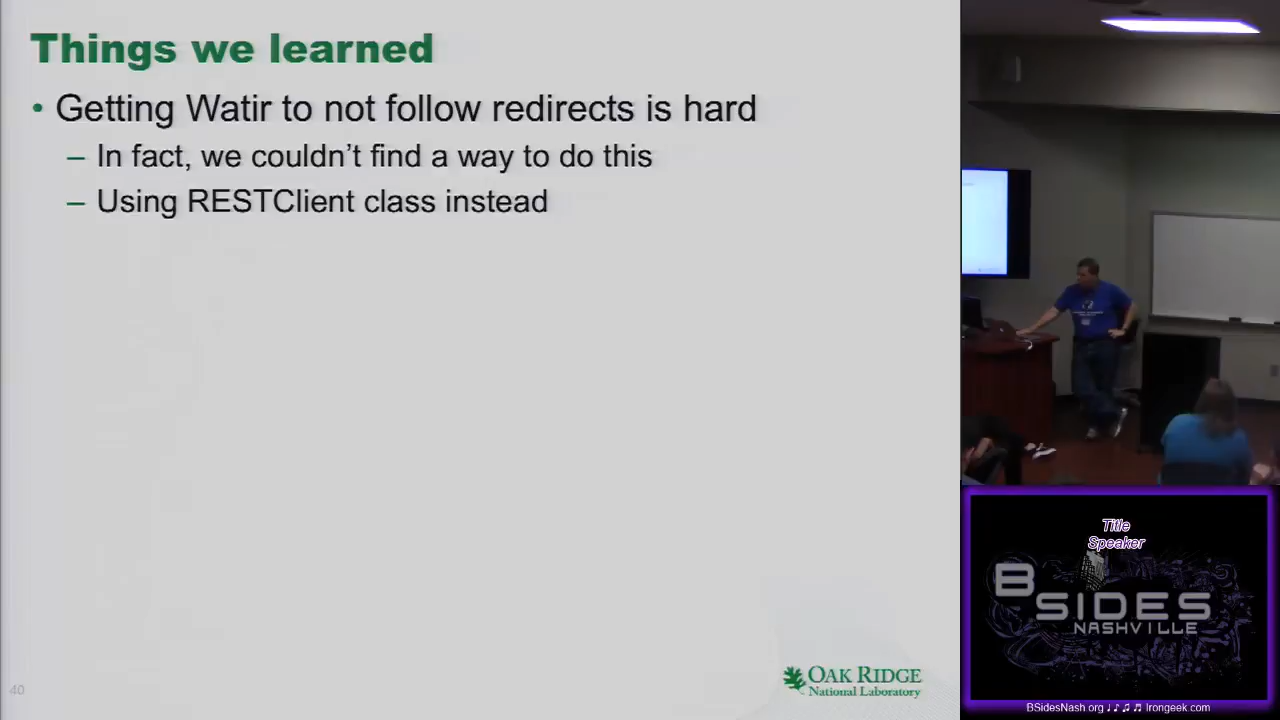 Things we learned
• Getting Watir to not follow redirects is hard
– In fact, we couldn't find a way to do this
– Using RESTClient class instead
40
OAK RIDGE
National Laboratory
Title
Speaker
BSIDES
NASHVILLE
BSidesNash.org ♩ ♪ ♫ ♬ Irongeek.com